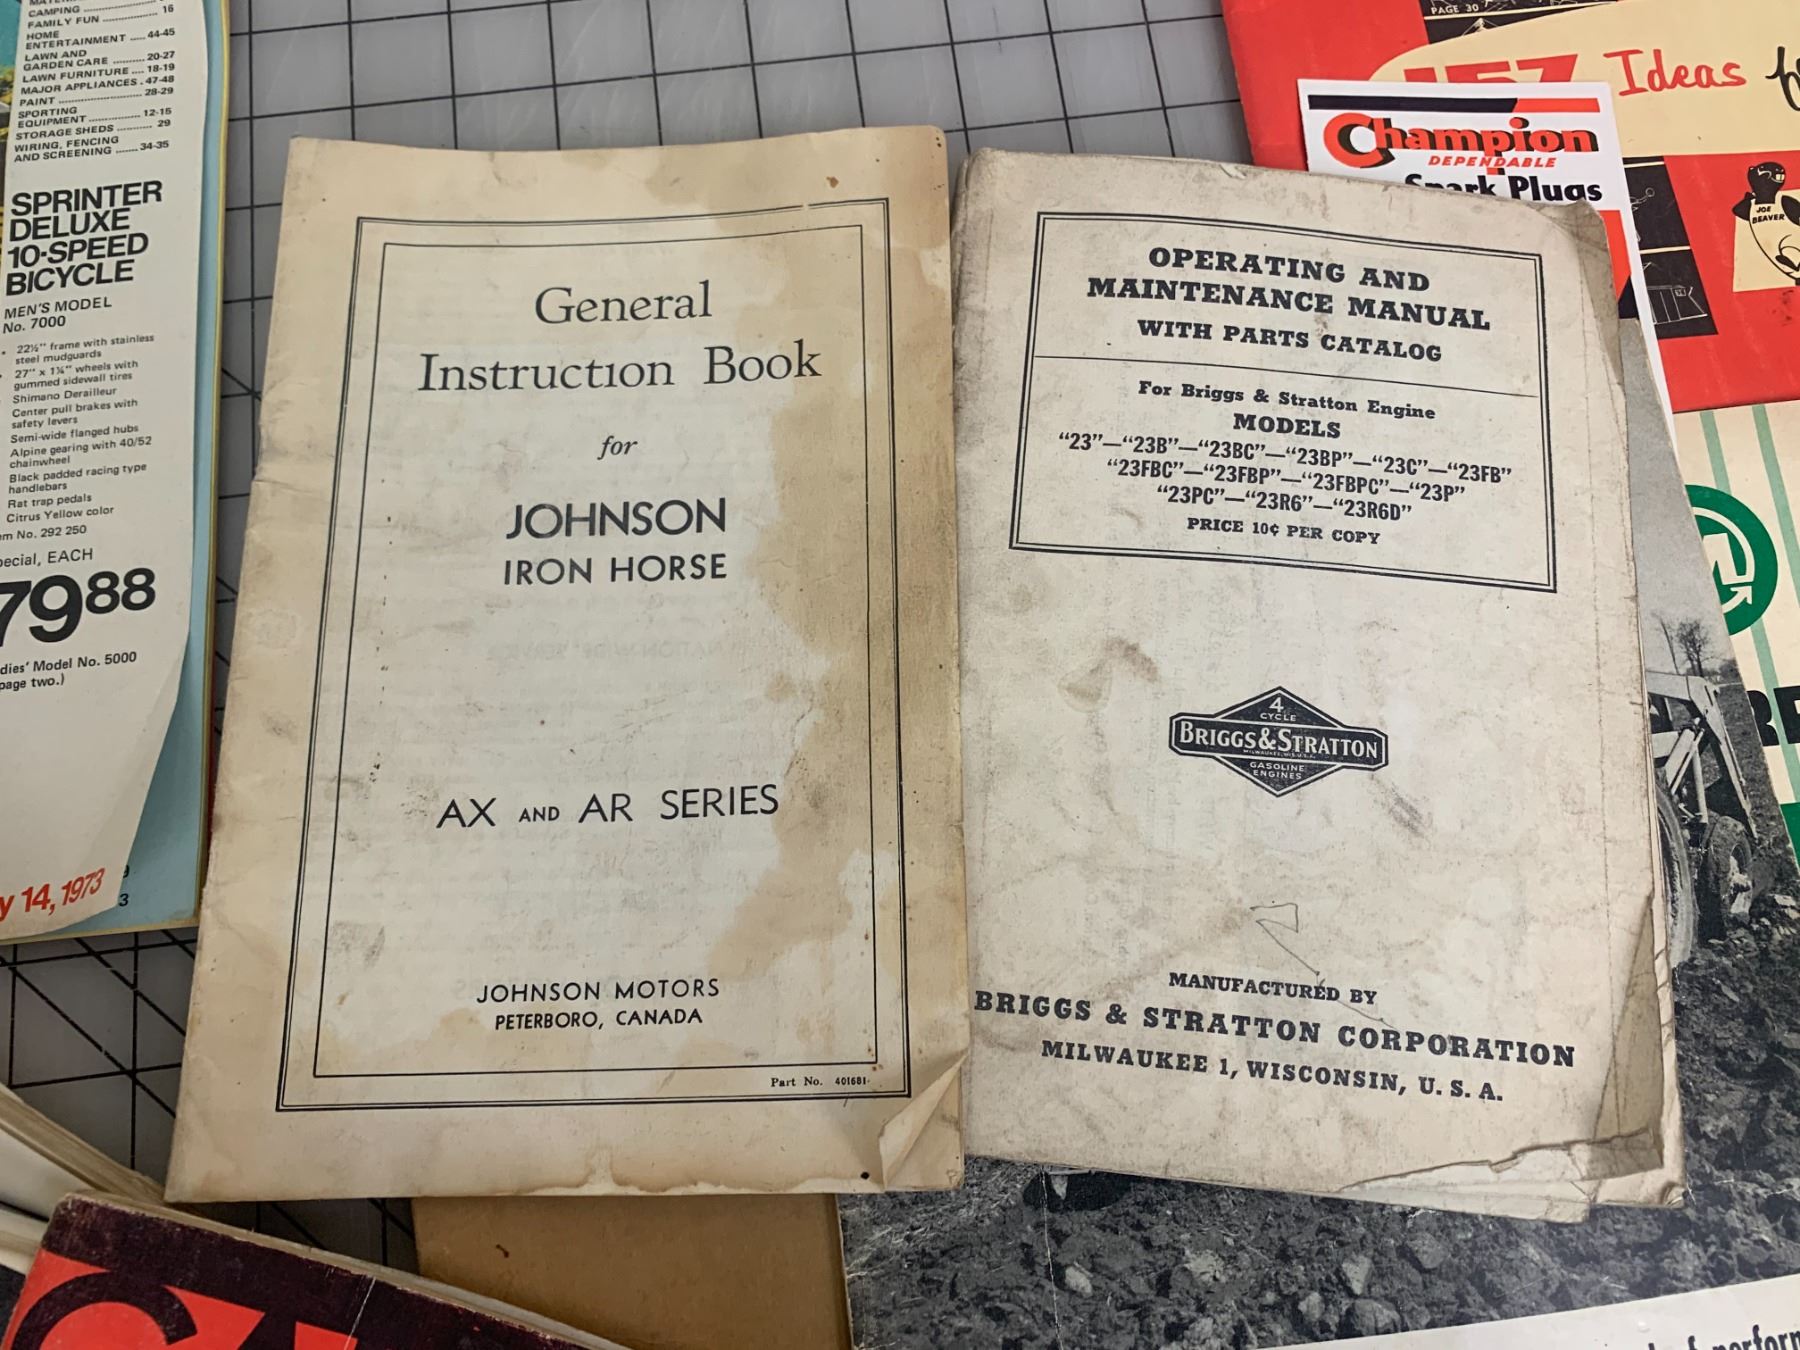 CAMPING
FAMILY FUN ............... 16
HOME
ENTERTAINMENT ..... 44-45
LAWN AND
GARDEN CARE .......... 20-27
LAWN FURNITURE .... 18-19
MAJOR APPLIANCES . 47-48
PAINT ..................... 28-29
SPORTING
EQUIPMENT .............. 12-15
STORAGE SHEDS .......... 29
WIRING, FENCING
AND SCREENING ....... 34-35
SPRINTER
DELUXE
10-SPEED
BICYCLE
MEN'S MODEL
No. 7000
• 22½" frame with stainless
steel mudguards
• 27" x 1¼" wheels with
gummed sidewall tires
Shimano Derailleur
Center pull brakes with
safety levers
Semi-wide flanged hubs
Alpine gearing with 40/52
chainwheel
Black padded racing type
handlebars
Rat trap pedals
Citrus Yellow color
No. 292 250
EACH
7988
Model No. 5000
page two.)
14, 1973
General
Instruction Book
for
JOHNSON
IRON HORSE
AX AND AR SERIES
JOHNSON MOTORS
PETERBORO, CANADA
Part No. 401681
OPERATING AND
MAINTENANCE MANUAL
WITH PARTS CATALOG
For Briggs & Stratton Engine
MODELS
"23"—"23B"—"23BC"—"23BP"—"23C"—"23FB"
"23FBC"—"23FBP"—"23FBPC"—"23P"
"23PC"—"23R6"—"23R6D"
PRICE 10¢ PER COPY
4
CYCLE
BRIGGS & STRATTON
MILWAUKEE, WIS. U.S.A.
GASOLINE
ENGINES
MANUFACTURED BY
BRIGGS & STRATTON CORPORATION
MILWAUKEE 1, WISCONSIN, U. S. A.
PAGE 30
Ideas
Champion
DEPENDABLE
Spark Plugs
JOE
BEAVER